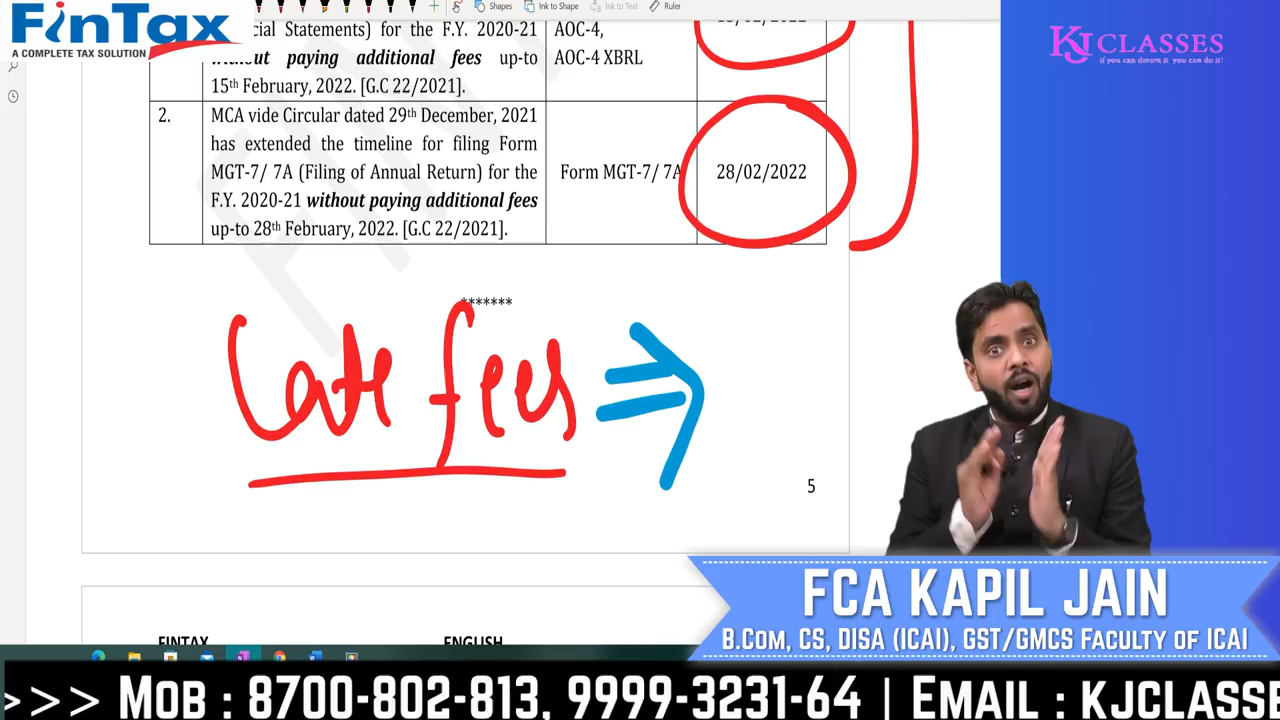 FinTax
A COMPLETE TAX SOLUTION
Shapes
Ink to Shape
Ink to Text
Ruler
KJ CLASSES
if you can dream it you can do it!
cial Statements) for the F.Y. 2020-21
without paying additional fees up-to
15th February, 2022. [G.C 22/2021].
AOC-4,
AOC-4 XBRL
2.
MCA vide Circular dated 29th December, 2021
has extended the timeline for filing Form
MGT-7/ 7A (Filing of Annual Return) for the
F.Y. 2020-21 without paying additional fees
up-to 28th February, 2022. [G.C 22/2021].
Form MGT-7/ 7A
28/02/2022
*******
Late fees
5
FCA KAPIL JAIN
B.Com, CS, DISA (ICAI), GST/GMCS Faculty of ICAI
FINTAX
ENGLISH
> > > Mob : 8700-802-813, 9999-3231-64 | Email : KJCLASSE